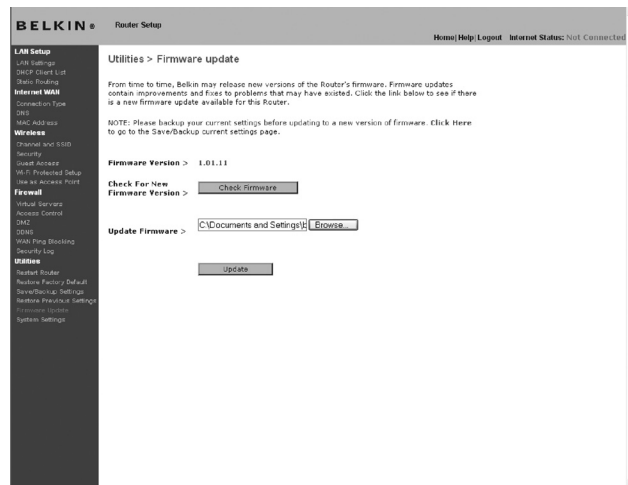 BELKIN® Router Setup
Home|Help|Logout Internet Status: Not Connected
LAN Setup
LAN Settings
DHCP Client List
Static Routing
Internet WAN
Connection Type
DNS
MAC Address
Wireless
Channel and SSID
Security
Guest Access
Wi-Fi Protected Setup
Use as Access Point
Firewall
Virtual Servers
Access Control
DMZ
DDNS
WAN Ping Blocking
Security Log
Utilities
Restart Router
Restore Factory Default
Save/Backup Settings
Restore Previous Settings
Firmware Update
System Settings
Utilities > Firmware update
From time to time, Belkin may release new versions of the Router's firmware. Firmware updates
contain improvements and fixes to problems that may have existed. Click the link below to see if there
is a new firmware update available for this Router.
NOTE: Please backup your current settings before updating to a new version of firmware. Click Here
to go to the Save/Backup current settings page.
Firmware Version > 1.01.11
Check For New
Firmware Version > Check Firmware
Update Firmware > C:\Documents and Settings\b Browse...
Update